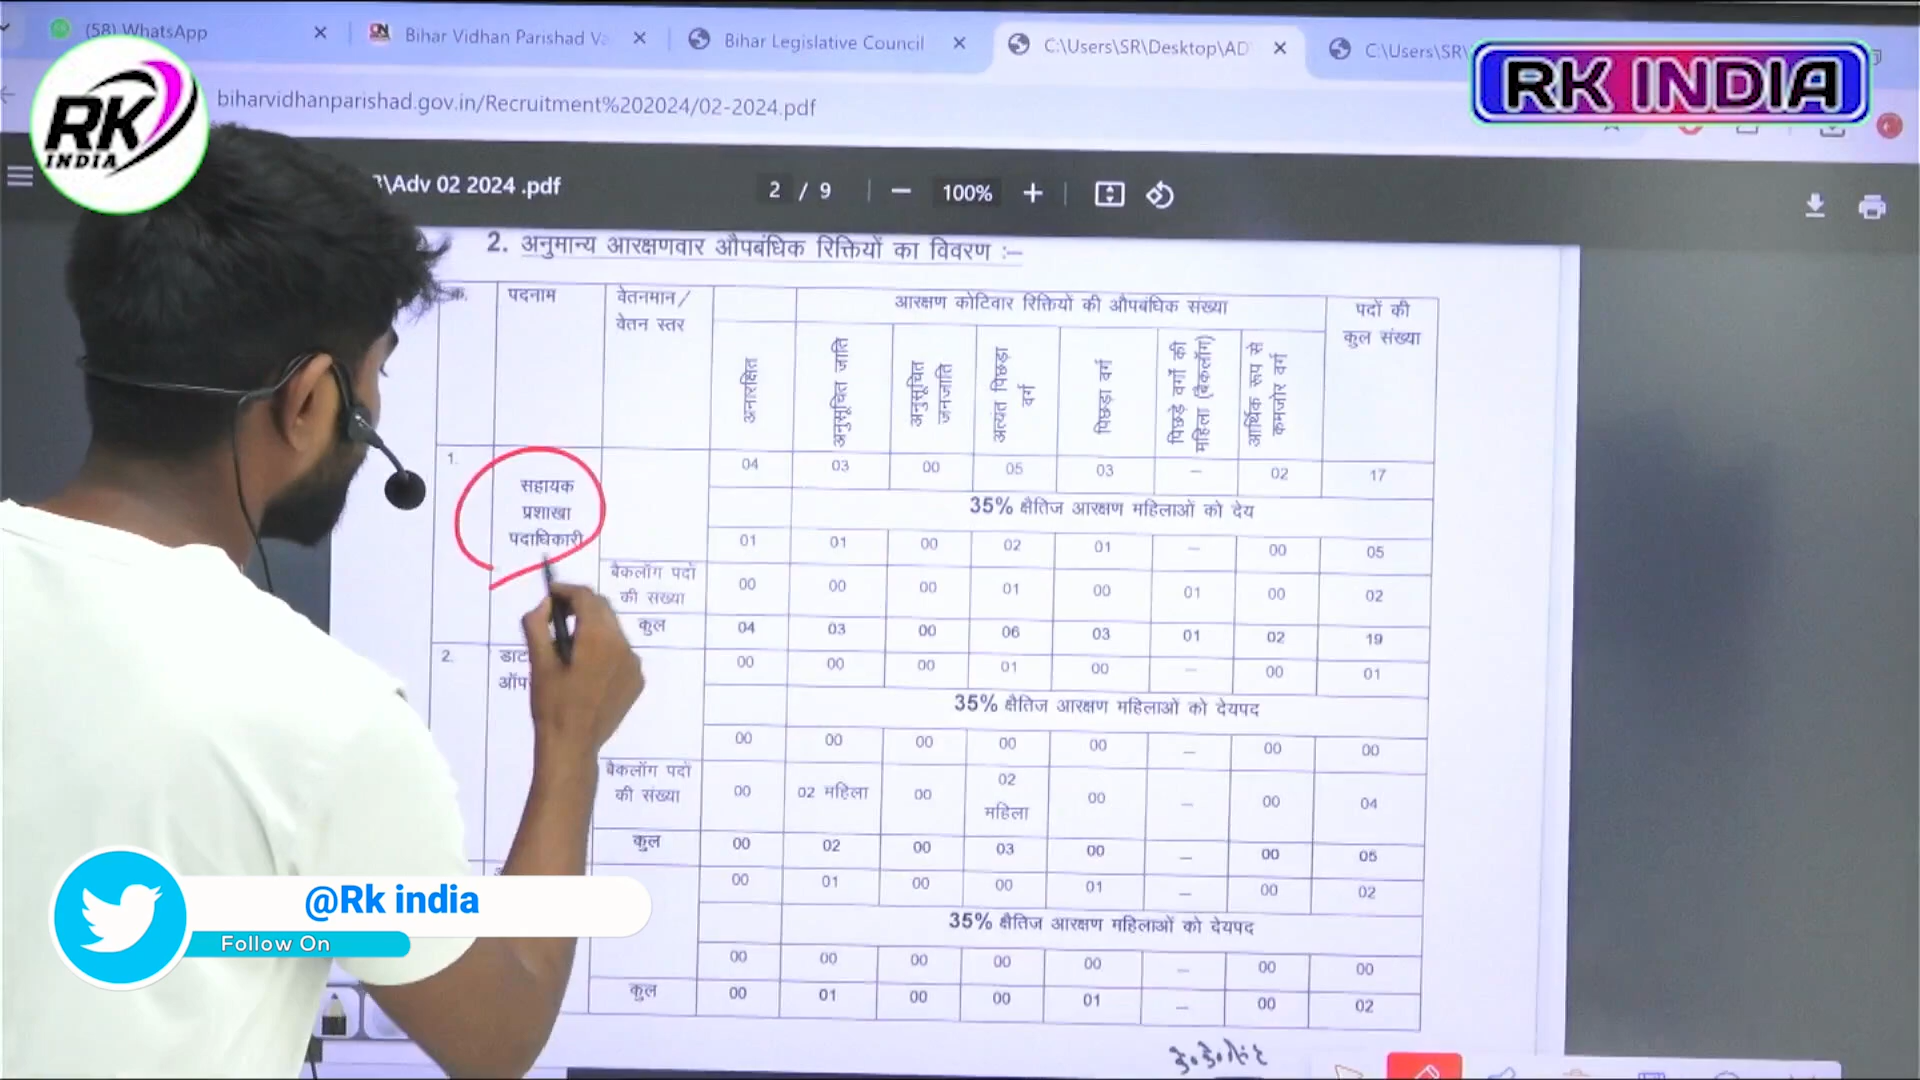 (58) WhatsApp
Bihar Vidhan Parishad Va
Bihar Legislative Council
C:\Users\SR\Desktop\AD
C:\Users\SR\
RK INDIA
RK
INDIA
biharvidhanparishad.gov.in/Recruitment%202024/02-2024.pdf
\Adv 02 2024 .pdf
2 / 9
100%
2. अनुमान्य आरक्षणवार औपबंधिक रिक्तियों का विवरण :–
पदनाम
वेतनमान/
वेतन स्तर
आरक्षण कोटिवार रिक्तियों की औपबंधिक संख्या
पदों की
कुल संख्या
अनारक्षित
अनुसूचित जाति
अनुसूचित
जनजाति
अत्यंत पिछड़ा
वर्ग
पिछड़ा वर्ग
पिछड़े वर्गों की
महिला (बैकलॉग)
आर्थिक रूप से
कमजोर वर्ग
1.
सहायक
प्रशाखा
पदाधिकारी
04 03 00 05 03 – 02 17
35% क्षैतिज आरक्षण महिलाओं को देय
01 01 00 02 01 – 00 05
बैकलॉग पदों
की संख्या
00 00 00 01 00 01 00 02
कुल 04 03 00 06 03 01 02 19
2.
डाट
ऑप
00 00 00 01 00 – 00 01
35% क्षैतिज आरक्षण महिलाओं को देयपद
00 00 00 00 00 – 00 00
बैकलॉग पदों
की संख्या
00 02 महिला 00 02
महिला
00 – 00 04
कुल 00 02 00 03 00 – 00 05
00 01 00 00 01 – 00 02
35% क्षैतिज आरक्षण महिलाओं को देयपद
00 00 00 00 00 – 00 00
कुल 00 01 00 00 01 – 00 02
@Rk india
Follow On